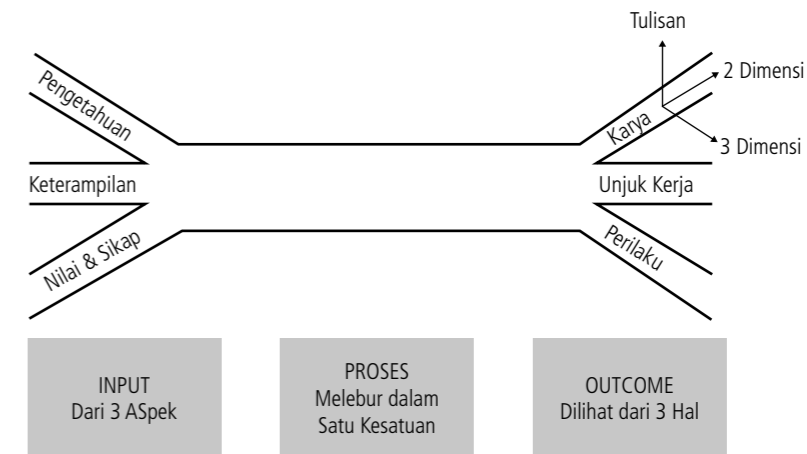 Tulisan
2 Dimensi
3 Dimensi
Pengetahuan
Karya
Keterampilan
Unjuk Kerja
Nilai & Sikap
Perilaku
INPUT
Dari 3 ASpek
PROSES
Melebur dalam
Satu Kesatuan
OUTCOME
Dilihat dari 3 Hal